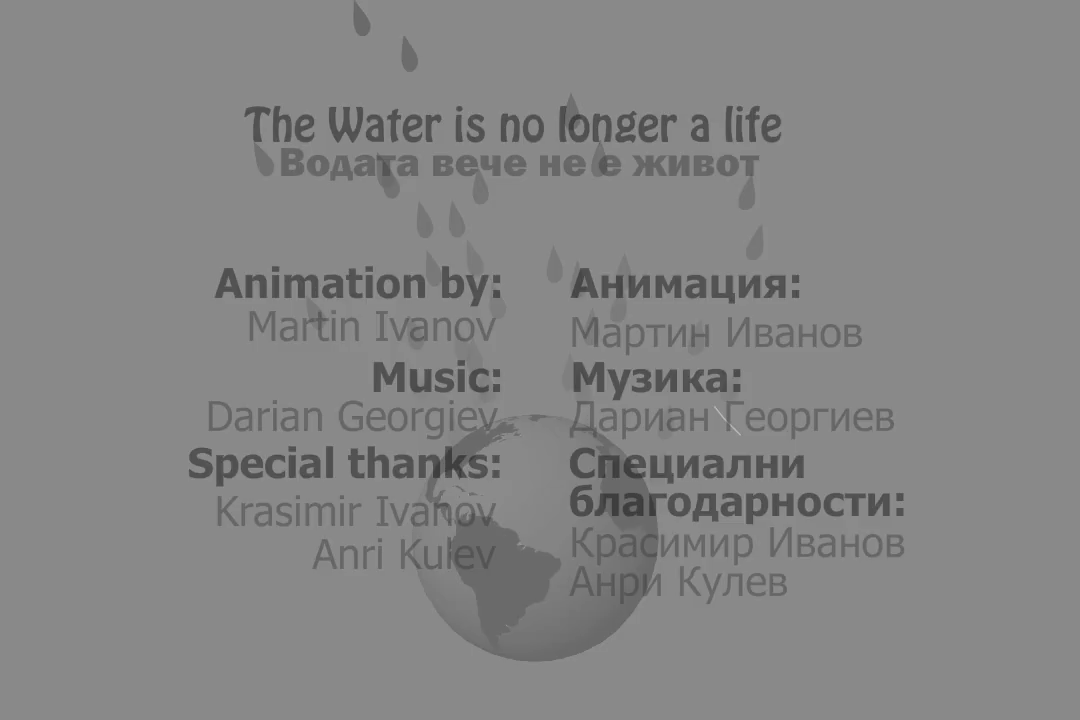 The Water is no longer a life
Водата вече не е живот
Animation by:
Martin Ivanov
Music:
Darian Georgiev
Special thanks:
Krasimir Ivanov
Anri Kulev
Анимация:
Мартин Иванов
Музика:
Дариан Георгиев
Специални
благодарности:
Красимир Иванов
Анри Кулев